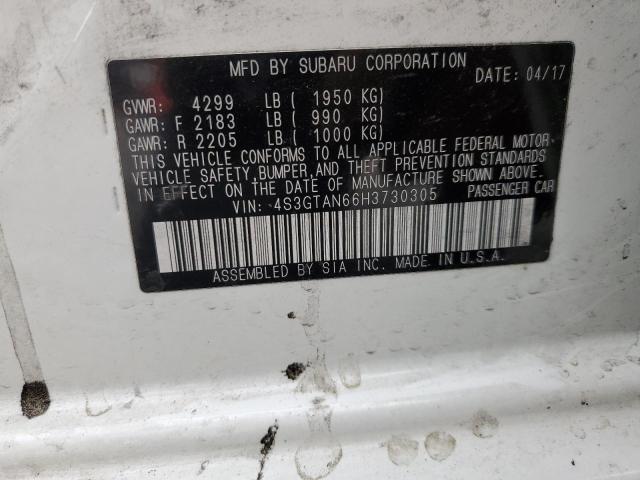 MFD BY SUBARU CORPORATION
DATE: 04/17
GVWR: 4299 LB ( 1950 KG)
GAWR: F 2183 LB ( 990 KG)
GAWR: R 2205 LB ( 1000 KG)
THIS VEHICLE CONFORMS TO ALL APPLICABLE FEDERAL MOTOR
VEHICLE SAFETY, BUMPER, AND THEFT PREVENTION STANDARDS
IN EFFECT ON THE DATE OF MANUFACTURE SHOWN ABOVE.
VIN: 4S3GTAN66H3730305 PASSENGER CAR
ASSEMBLED BY SIA INC. MADE IN U.S.A.